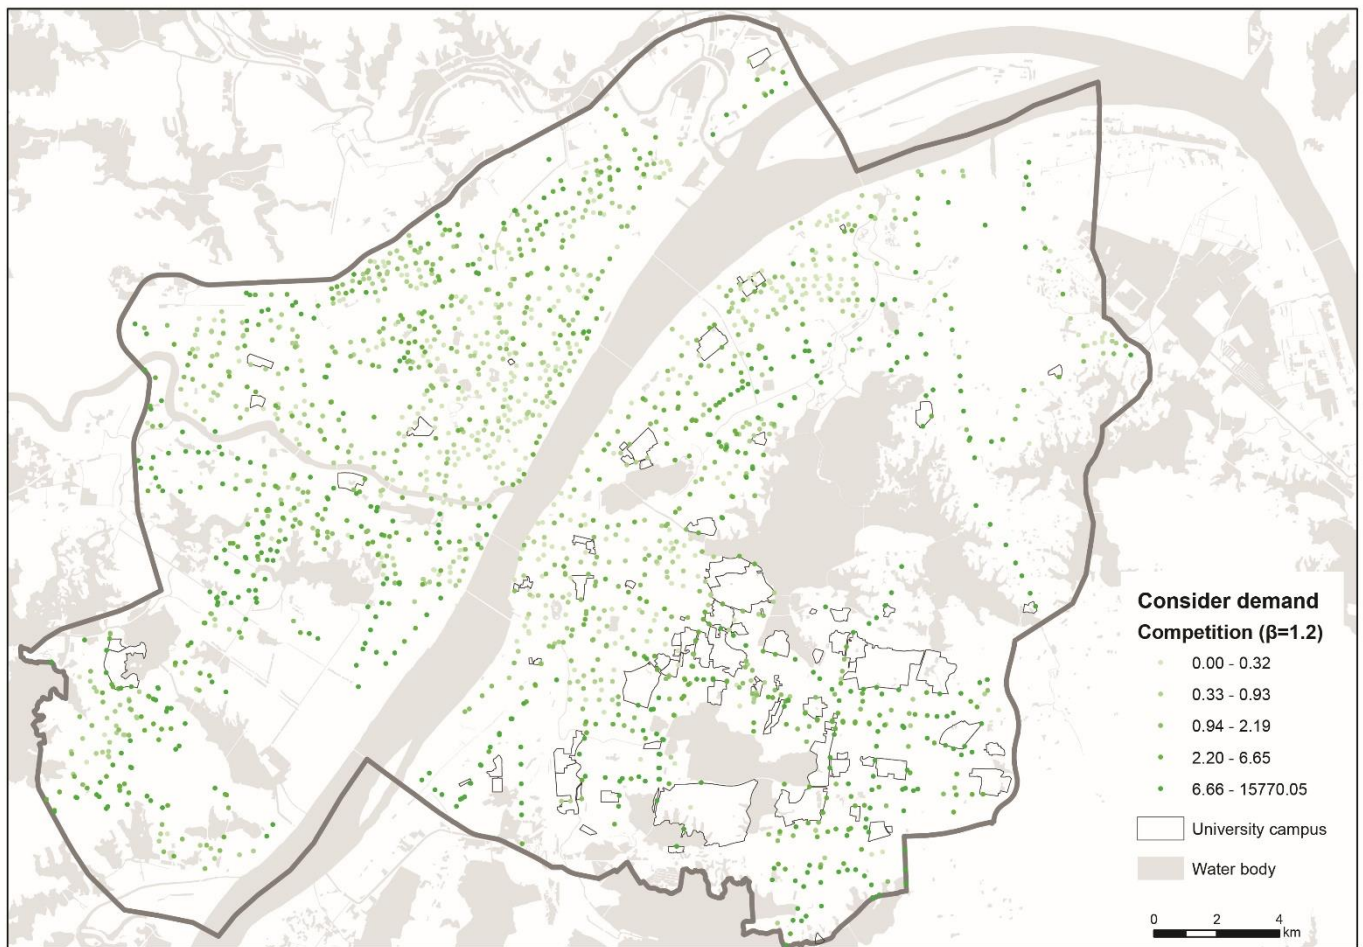 Consider demand
Competition (β=1.2)
0.00 - 0.32
0.33 - 0.93
0.94 - 2.19
2.20 - 6.65
6.66 - 15770.05
University campus
Water body
0 2 4
km